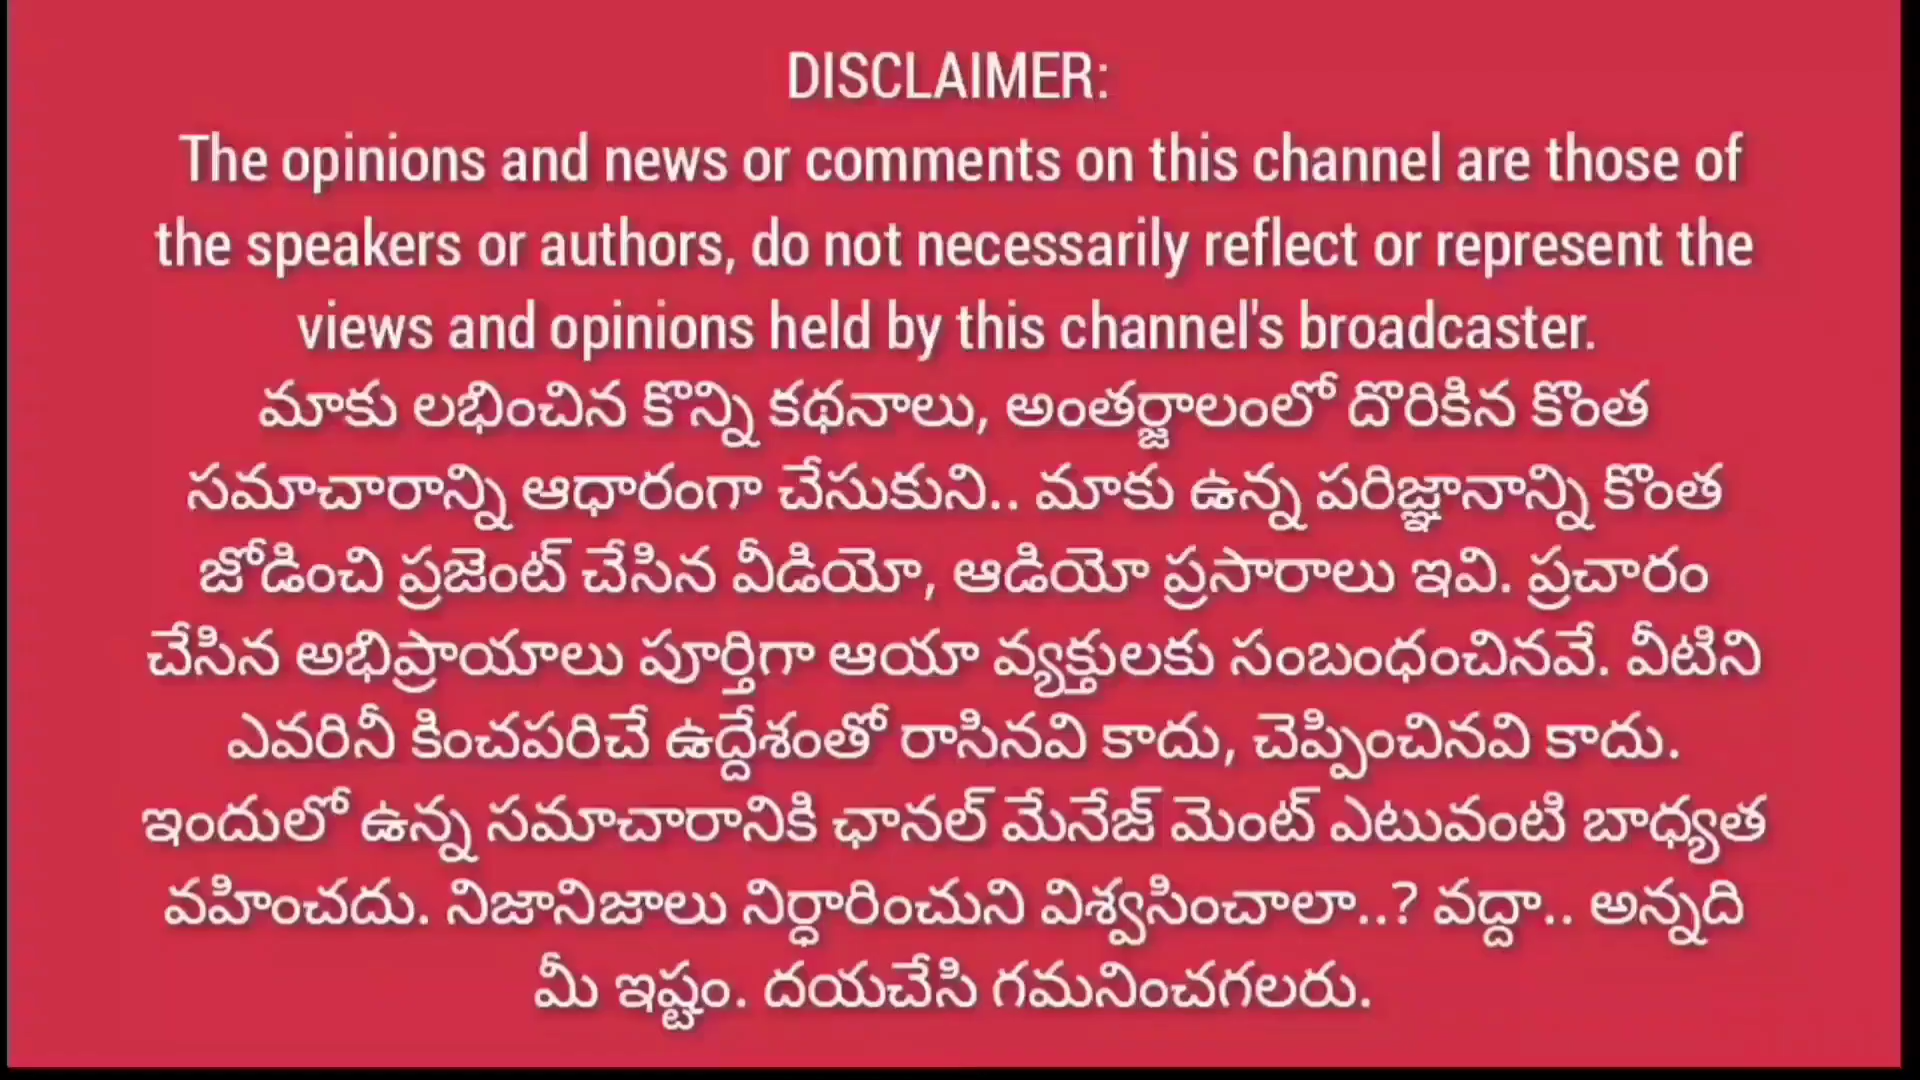 DISCLAIMER:
The opinions and news or comments on this channel are those of
the speakers or authors, do not necessarily reflect or represent the
views and opinions held by this channel's broadcaster.
మాకు లభించిన కొన్ని కథనాలు, అంతర్జాలంలో దొరికిన కొంత
సమాచారాన్ని ఆధారంగా చేసుకుని.. మాకు ఉన్న పరిజ్ఞానాన్ని కొంత
జోడించి ప్రజెంట్ చేసిన వీడియో, ఆడియో ప్రసారాలు ఇవి. ప్రచారం
చేసిన అభిప్రాయాలు పూర్తిగా ఆయా వ్యక్తులకు సంబంధంచినవే. వీటిని
ఎవరినీ కించపరిచే ఉద్దేశంతో రాసినవి కాదు, చెప్పించినవి కాదు.
ఇందులో ఉన్న సమాచారానికి ఛానల్ మేనేజ్ మెంట్ ఎటువంటి బాధ్యత
వహించదు. నిజానిజాలు నిర్ధారించుని విశ్వసించాలా..? వద్దా.. అన్నది
మీ ఇష్టం. దయచేసి గమనించగలరు.